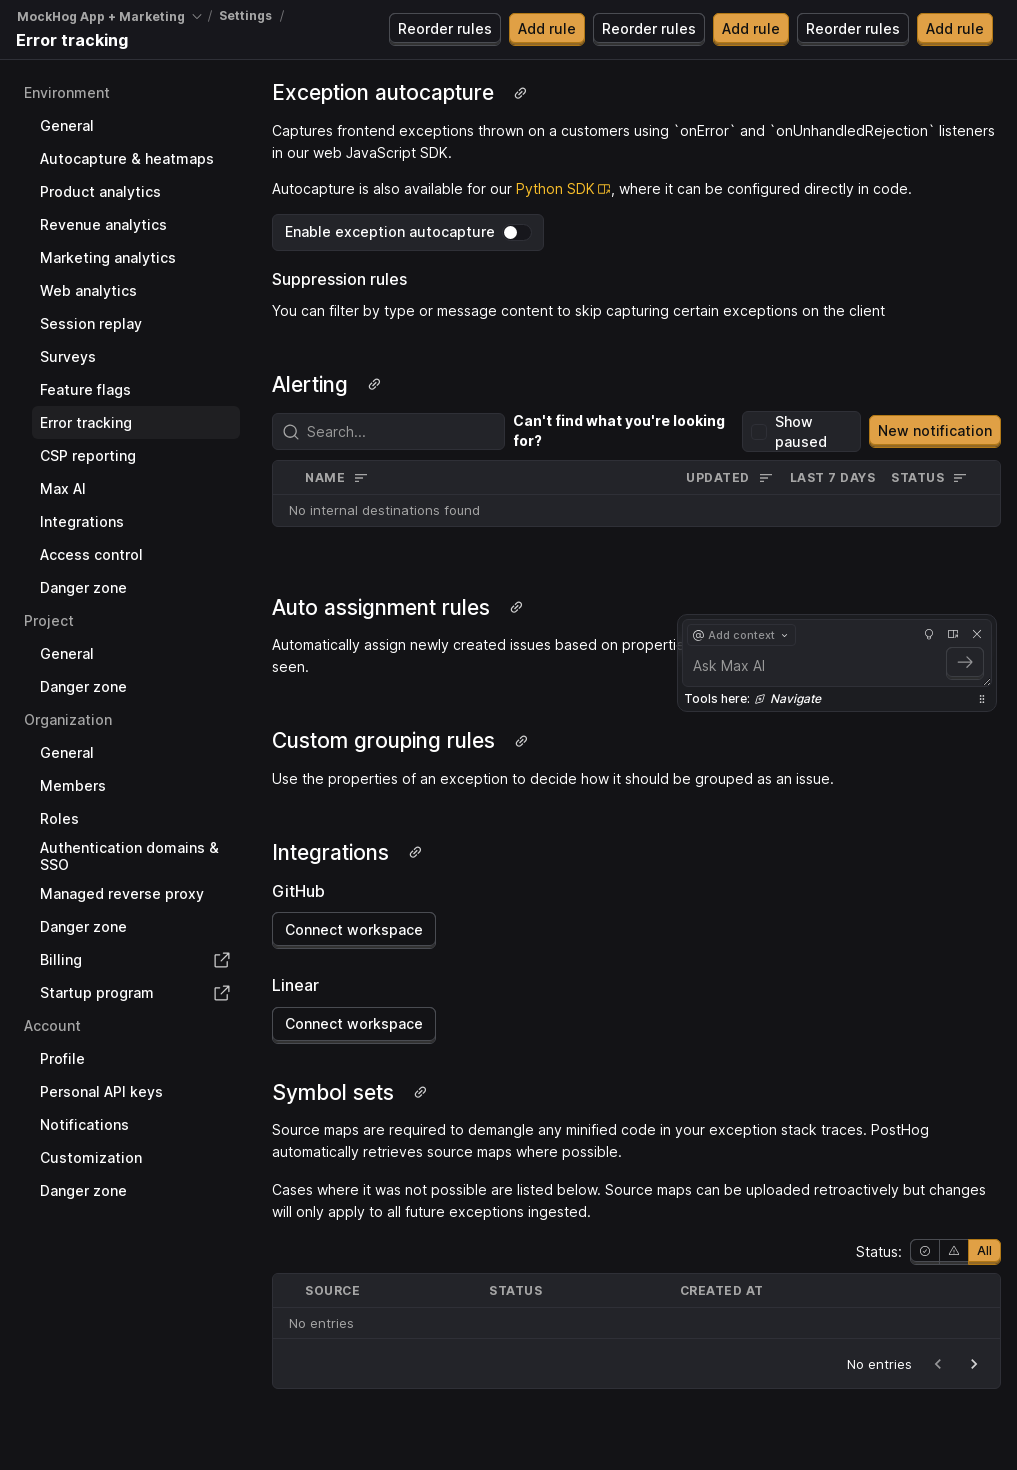 MockHog App + Marketing / Settings /
Error tracking
Reorder rules Add rule Reorder rules Add rule Reorder rules Add rule
Environment
General
Autocapture & heatmaps
Product analytics
Revenue analytics
Marketing analytics
Web analytics
Session replay
Surveys
Feature flags
Error tracking
CSP reporting
Max AI
Integrations
Access control
Danger zone
Project
General
Danger zone
Organization
General
Members
Roles
Authentication domains &
SSO
Managed reverse proxy
Danger zone
Billing
Startup program
Account
Profile
Personal API keys
Notifications
Customization
Danger zone
Exception autocapture
Captures frontend exceptions thrown on a customers using `onError` and `onUnhandledRejection` listeners
in our web JavaScript SDK.
Autocapture is also available for our Python SDK, where it can be configured directly in code.
Enable exception autocapture
Suppression rules
You can filter by type or message content to skip capturing certain exceptions on the client
Alerting
Search...
Can't find what you're looking
for?
Show
paused
New notification
NAME UPDATED LAST 7 DAYS STATUS
No internal destinations found
Auto assignment rules
Automatically assign newly created issues based on
seen.
@ Add context
Ask Max AI
Tools here: Navigate
Custom grouping rules
Use the properties of an exception to decide how it should be grouped as an issue.
Integrations
GitHub
Connect workspace
Linear
Connect workspace
Symbol sets
Source maps are required to demangle any minified code in your exception stack traces. PostHog
automatically retrieves source maps where possible.
Cases where it was not possible are listed below. Source maps can be uploaded retroactively but changes
will only apply to all future exceptions ingested.
Status: All
SOURCE STATUS CREATED AT
No entries
No entries